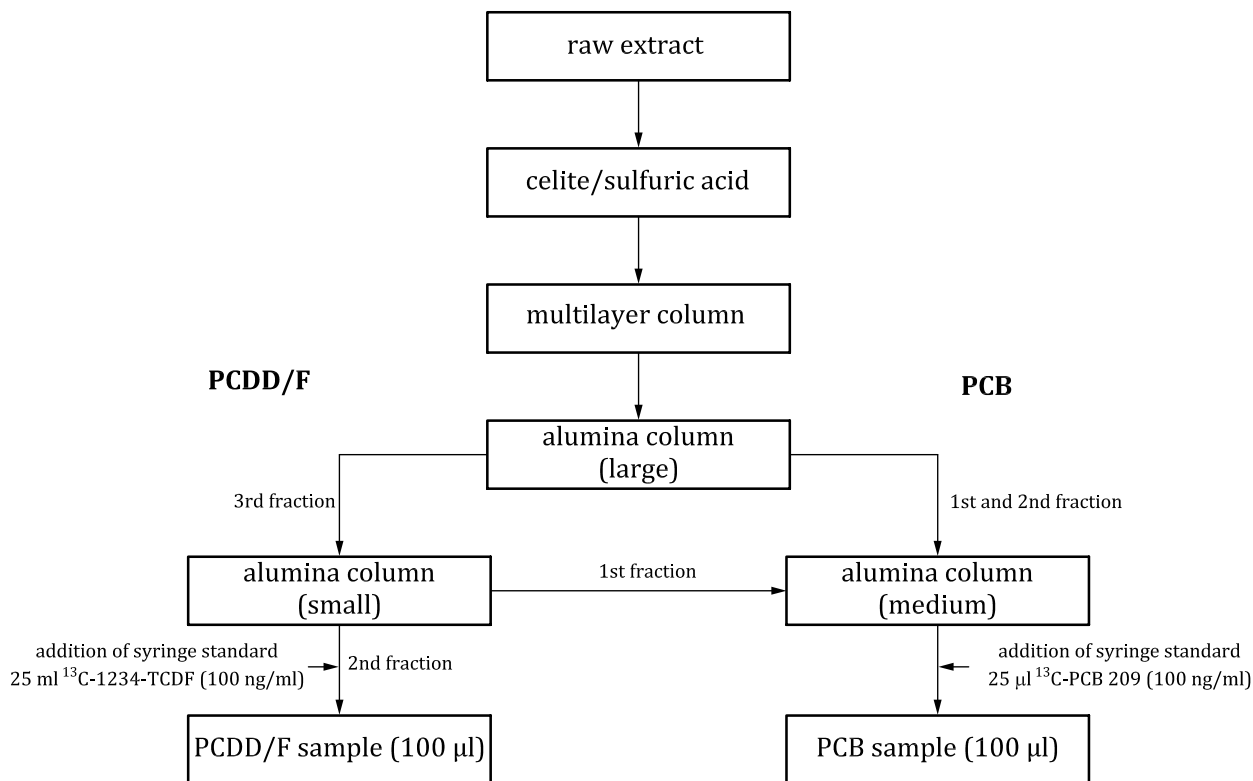 raw extract
celite/sulfuric acid
multilayer column
PCDD/F
PCB
alumina column
(large)
3rd fraction
1st and 2nd fraction
alumina column
(small)
1st fraction
alumina column
(medium)
addition of syringe standard
25 ml ¹³C-1234-TCDF (100 ng/ml)
2nd fraction
addition of syringe standard
25 µl ¹³C-PCB 209 (100 ng/ml)
PCDD/F sample (100 µl)
PCB sample (100 µl)